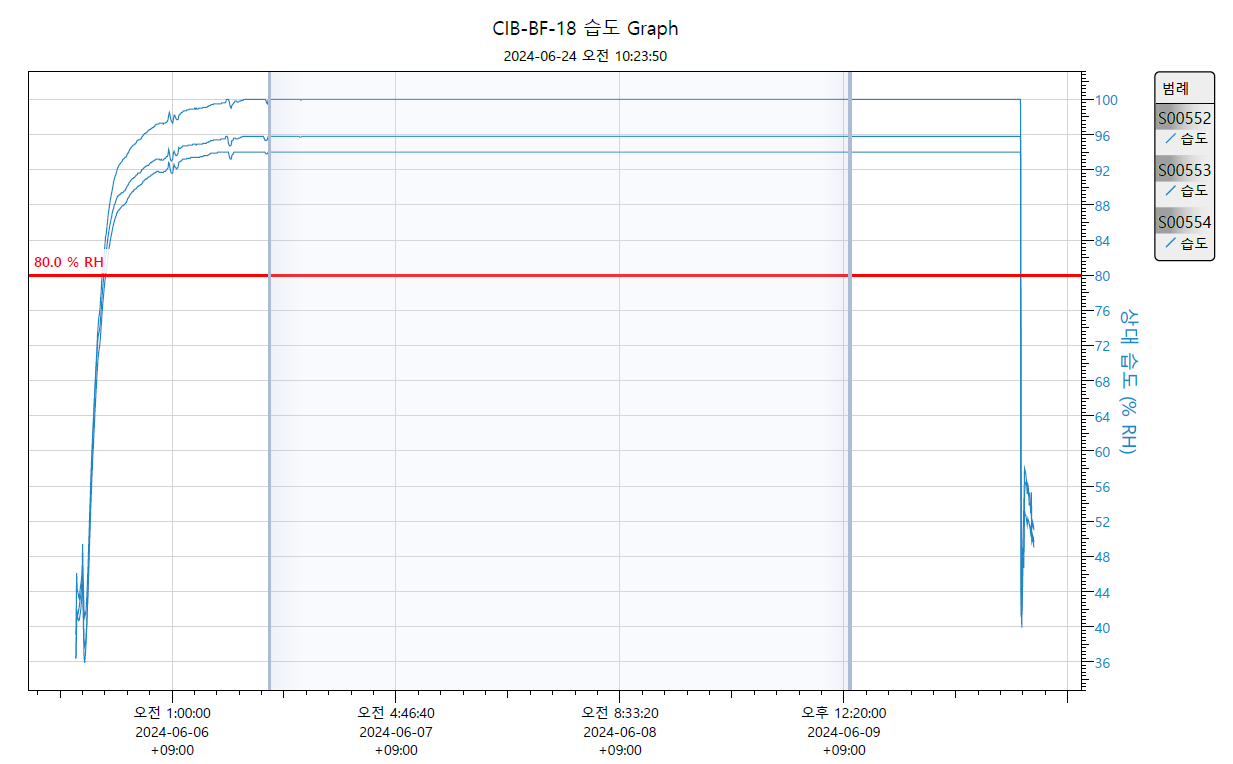 CIB-BF-18 습도 Graph
2024-06-24 오전 10:23:50
범례
S00552
습도
S00553
습도
S00554
습도
80.0 % RH
100
96
92
88
84
80
76
72
68
64
60
56
52
48
44
40
36
상대 습도 (% RH)
오전 1:00:00
2024-06-06
+09:00
오전 4:46:40
2024-06-07
+09:00
오전 8:33:20
2024-06-08
+09:00
오후 12:20:00
2024-06-09
+09:00